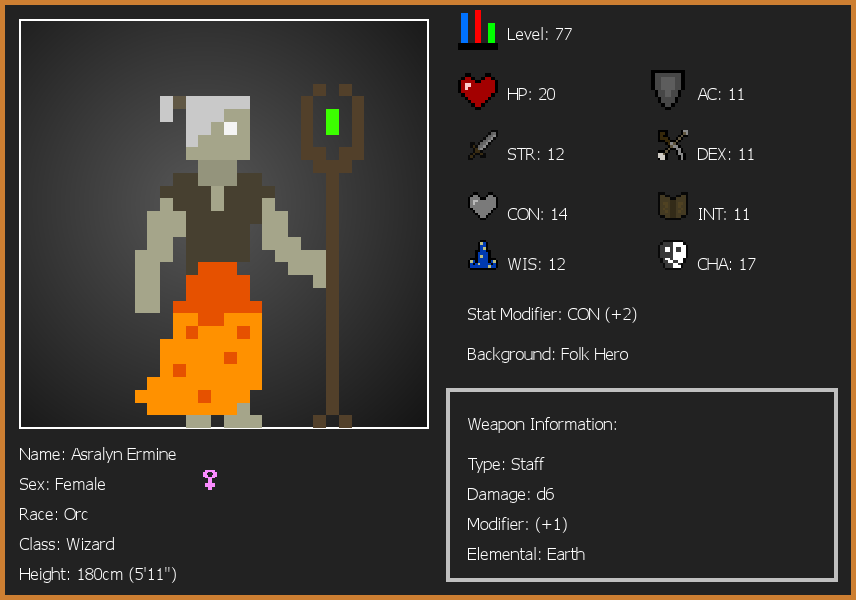 Level: 77
HP: 20
AC: 11
STR: 12
DEX: 11
CON: 14
INT: 11
WIS: 12
CHA: 17
Stat Modifier: CON (+2)
Background: Folk Hero
Weapon Information:
Type: Staff
Damage: d6
Modifier: (+1)
Elemental: Earth
Name: Asralyn Ermine
Sex: Female
Race: Orc
Class: Wizard
Height: 180cm (5'11")